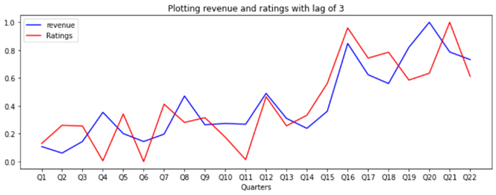 Plotting revenue and ratings with lag of 3
revenue
Ratings
1.0
0.8
0.6
0.4
0.2
0.0
Q1 Q2 Q3 Q4 Q5 Q6 Q7 Q8 Q9 Q10 Q11 Q12 Q13 Q14 Q15 Q16 Q17 Q18 Q19 Q20 Q21 Q22
Quarters